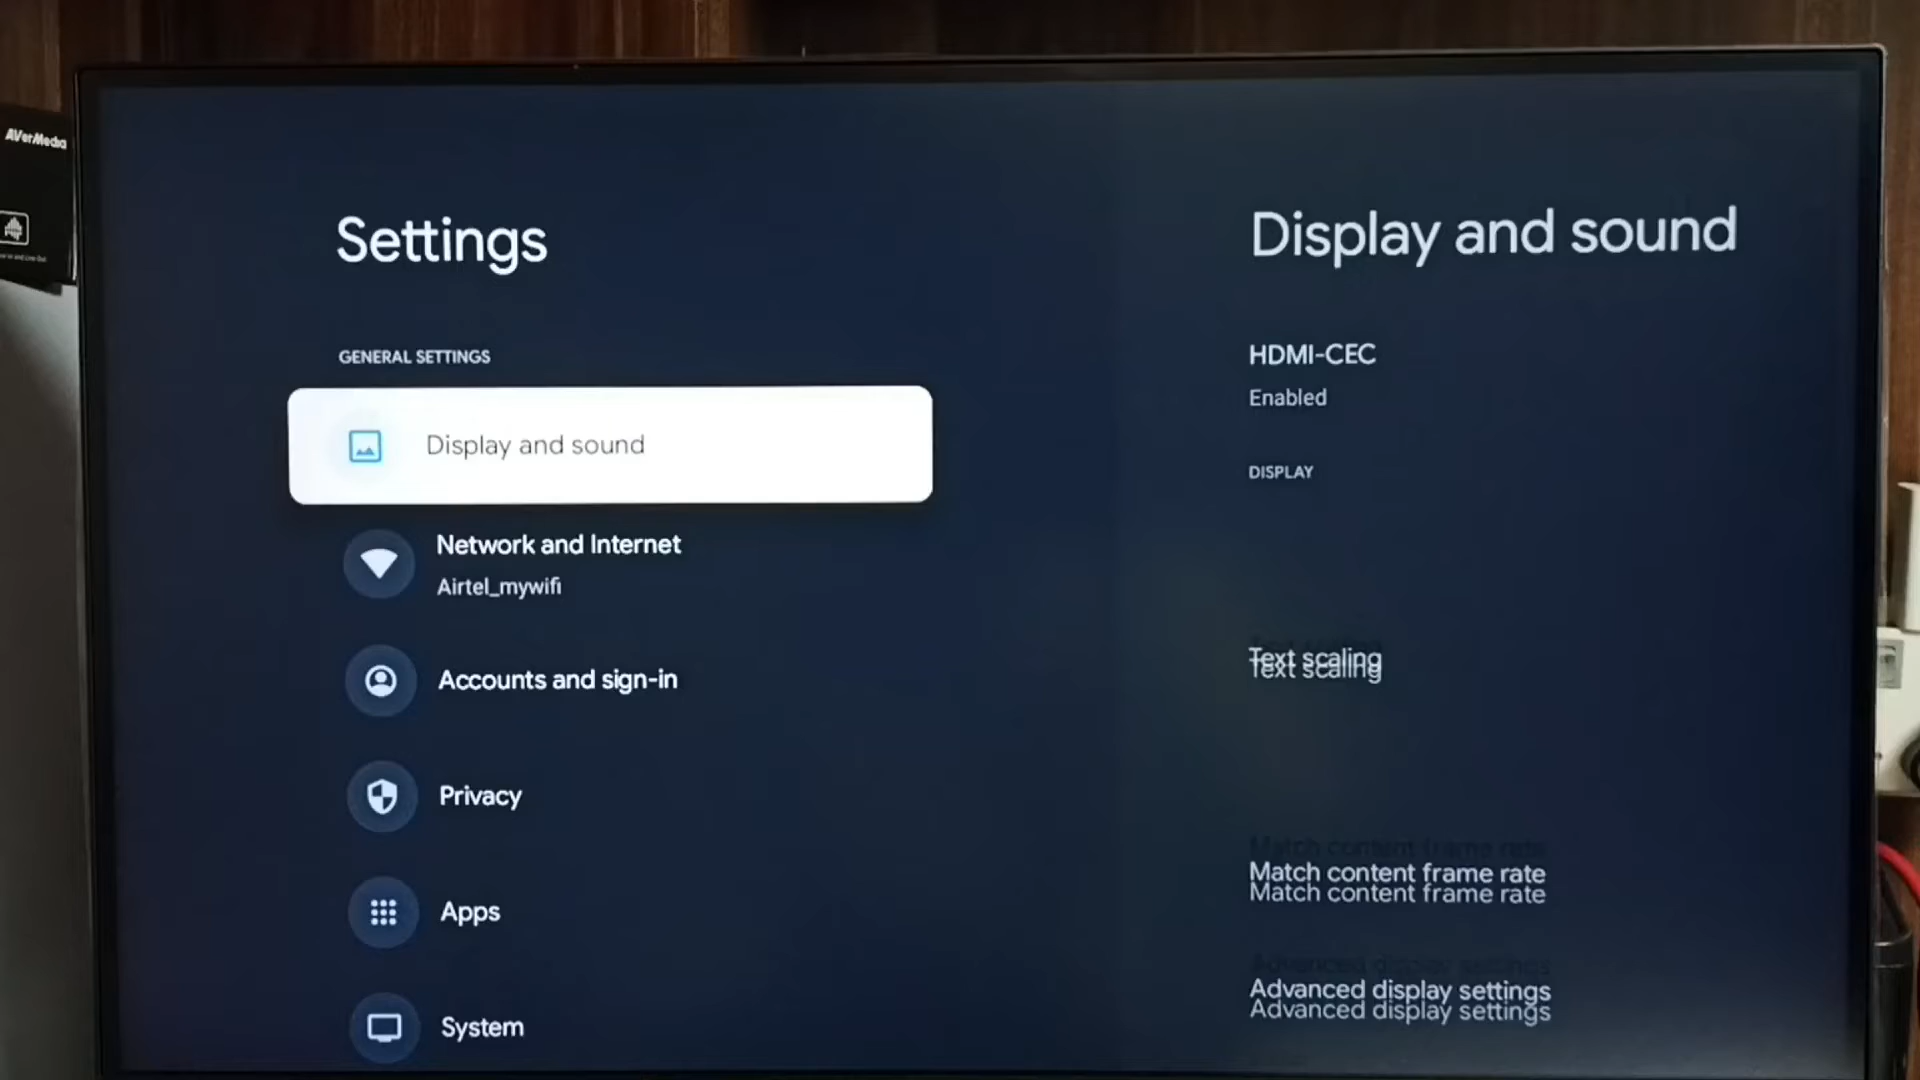 AVerMedia
Settings
GENERAL SETTINGS
Display and sound
Network and Internet
Airtel_mywifi
Accounts and sign-in
Privacy
Apps
System
Display and sound
HDMI-CEC
Enabled
DISPLAY
Text scaling
Match content frame rate
Advanced display settings